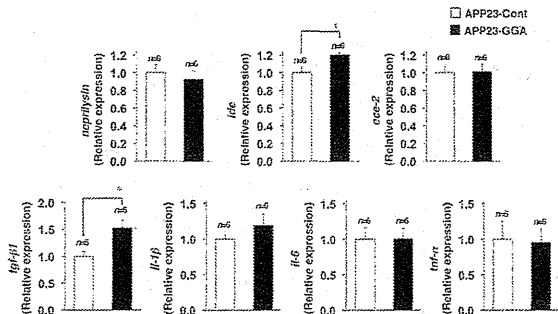 APP23-Cont
APP23-GGA
neprilysin
(Relative expression)
1.2
1.0
0.8
0.6
0.4
0.2
0.0
n=6
n=6
ide
(Relative expression)
1.2
1.0
0.8
0.6
0.4
0.2
0.0
n=6
n=6
ace-2
(Relative expression)
1.2
1.0
0.8
0.6
0.4
0.2
0.0
n=6
n=6
tgf-β1
(Relative expression)
2.0
1.5
1.0
0.5
0.0
n=6
*
n=6
Il-1β
(Relative expression)
1.5
1.0
0.5
0.0
n=6
n=6
il-6
(Relative expression)
1.5
1.0
0.5
0.0
n=6
n=6
tnf-α
(Relative expression)
1.5
1.0
0.5
0.0
n=6
n=6